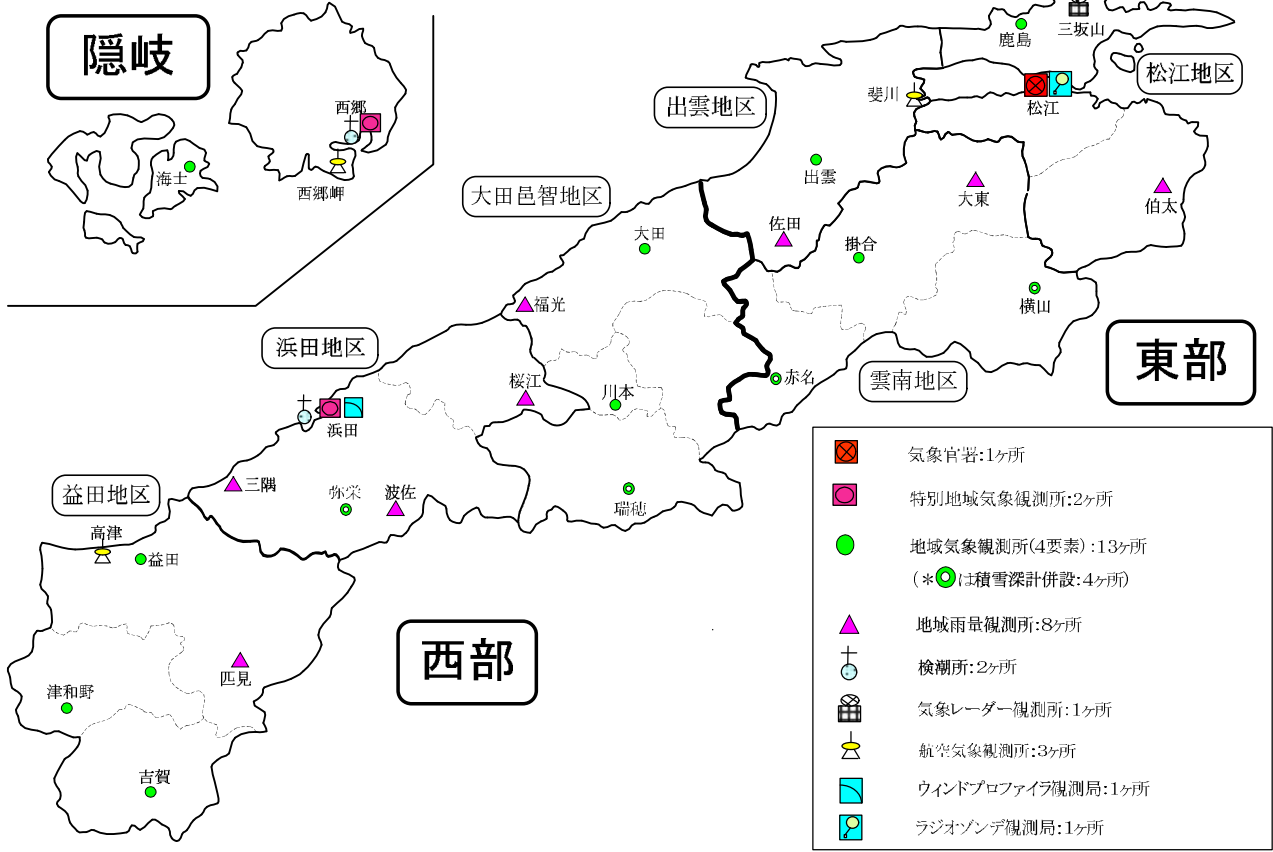 隠岐
西郷
海士
西郷岬
三坂山
鹿島
松江地区
斐川
松江
出雲地区
出雲
大東
伯太
大田邑智地区
佐田
大田
掛合
横山
福光
浜田地区
東部
桜江
川本
赤名
雲南地区
浜田
三隅
弥栄
波佐
瑞穂
益田地区
高津
益田
西部
匹見
津和野
吉賀
気象官署:1ヶ所
特別地域気象観測所:2ヶ所
地域気象観測所(4要素):13ヶ所
(*◎は積雪深計併設:4ヶ所)
地域雨量観測所:8ヶ所
検潮所:2ヶ所
気象レーダー観測所:1ヶ所
航空気象観測所:3ヶ所
ウィンドプロファイラ観測局:1ヶ所
ラジオゾンデ観測局:1ヶ所